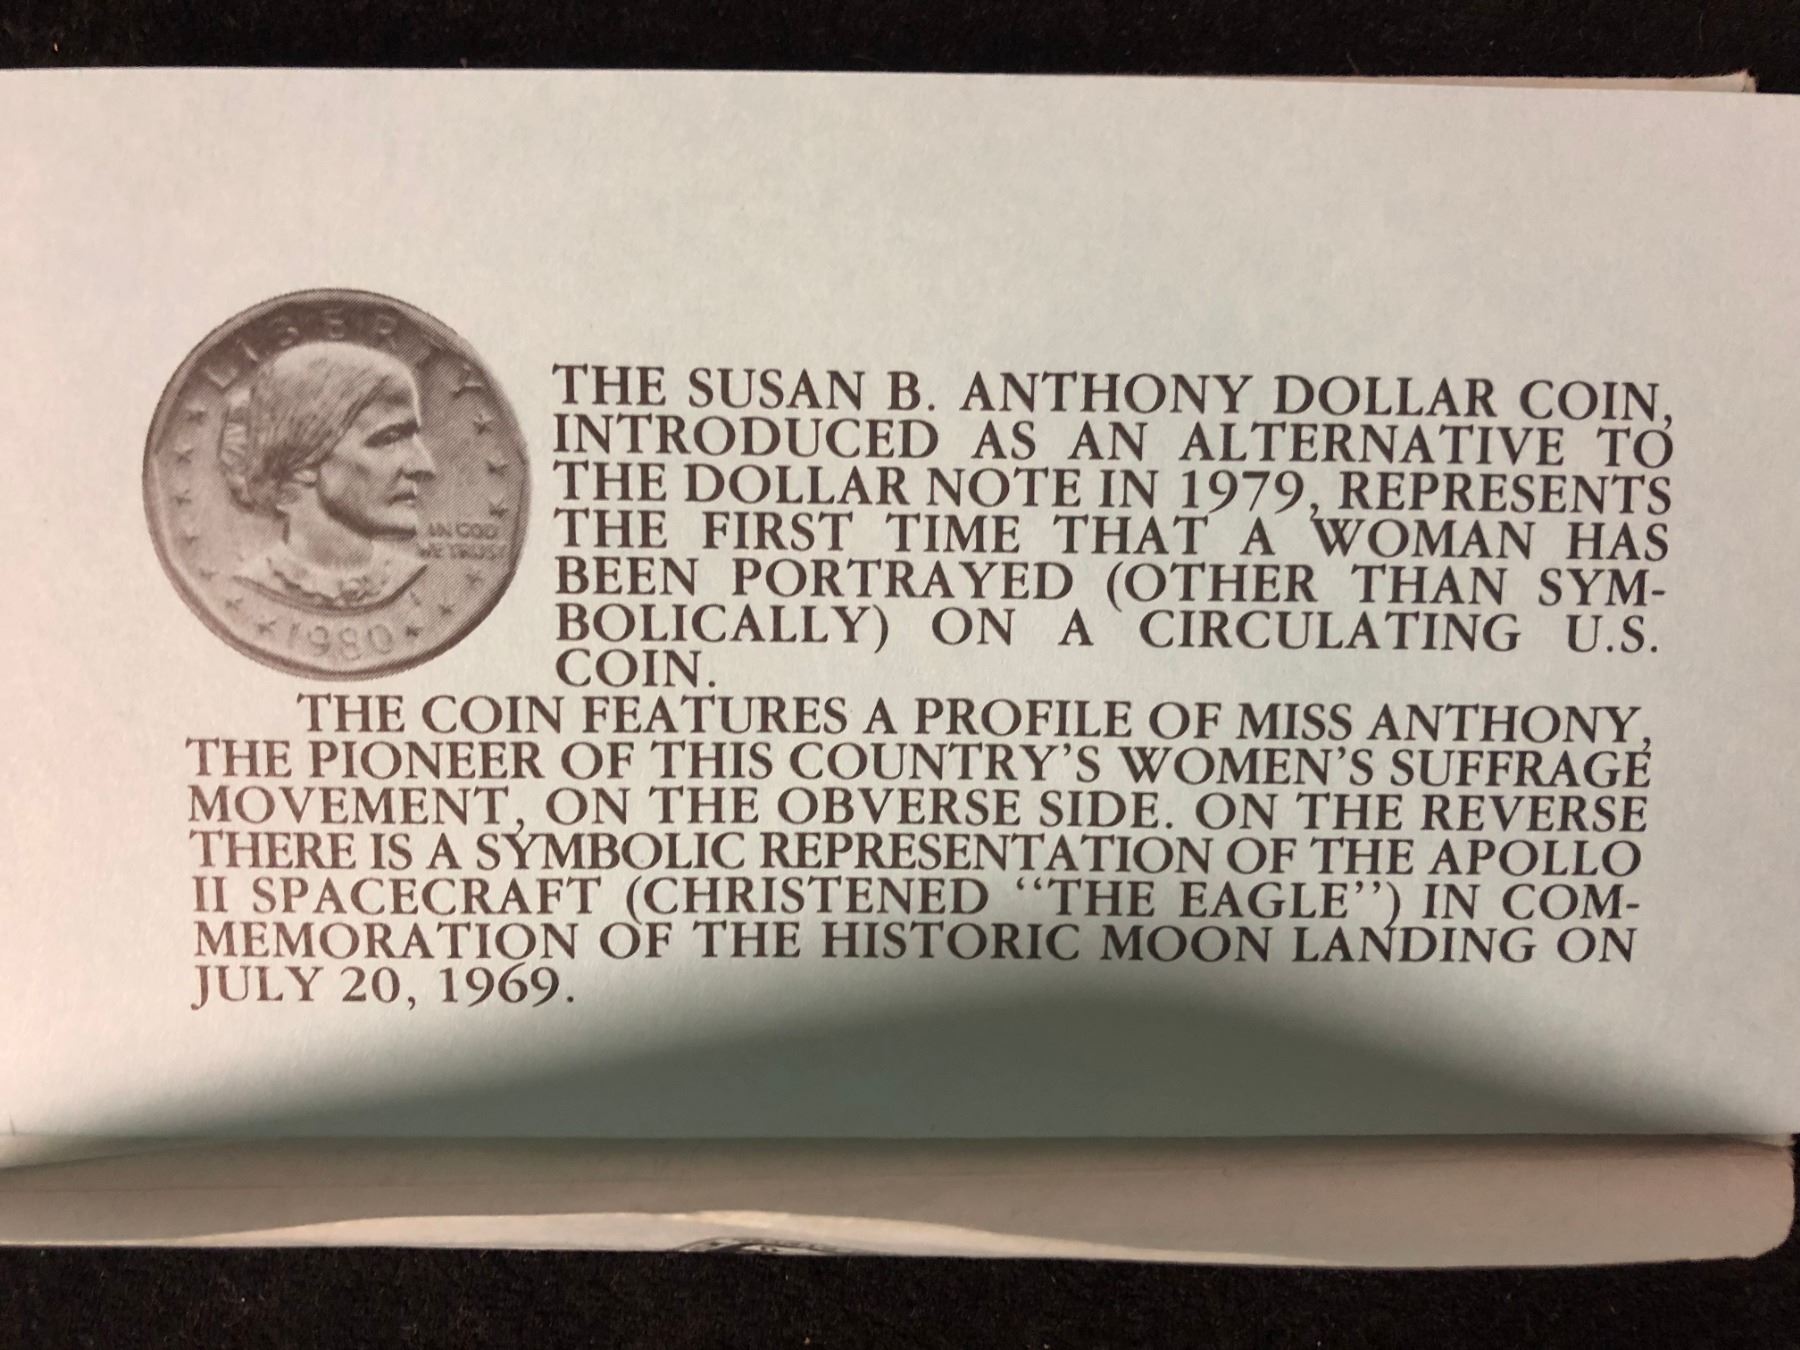 LIBERTY
IN GOD
WE TRUST
1980
THE SUSAN B. ANTHONY DOLLAR COIN,
INTRODUCED AS AN ALTERNATIVE TO
THE DOLLAR NOTE IN 1979, REPRESENTS
THE FIRST TIME THAT A WOMAN HAS
BEEN PORTRAYED (OTHER THAN SYM-
BOLICALLY) ON A CIRCULATING U.S.
COIN.
THE COIN FEATURES A PROFILE OF MISS ANTHONY,
THE PIONEER OF THIS COUNTRY'S WOMEN'S SUFFRAGE
MOVEMENT, ON THE OBVERSE SIDE. ON THE REVERSE
THERE IS A SYMBOLIC REPRESENTATION OF THE APOLLO
II SPACECRAFT (CHRISTENED "THE EAGLE") IN COM-
MEMORATION OF THE HISTORIC MOON LANDING ON
JULY 20, 1969.